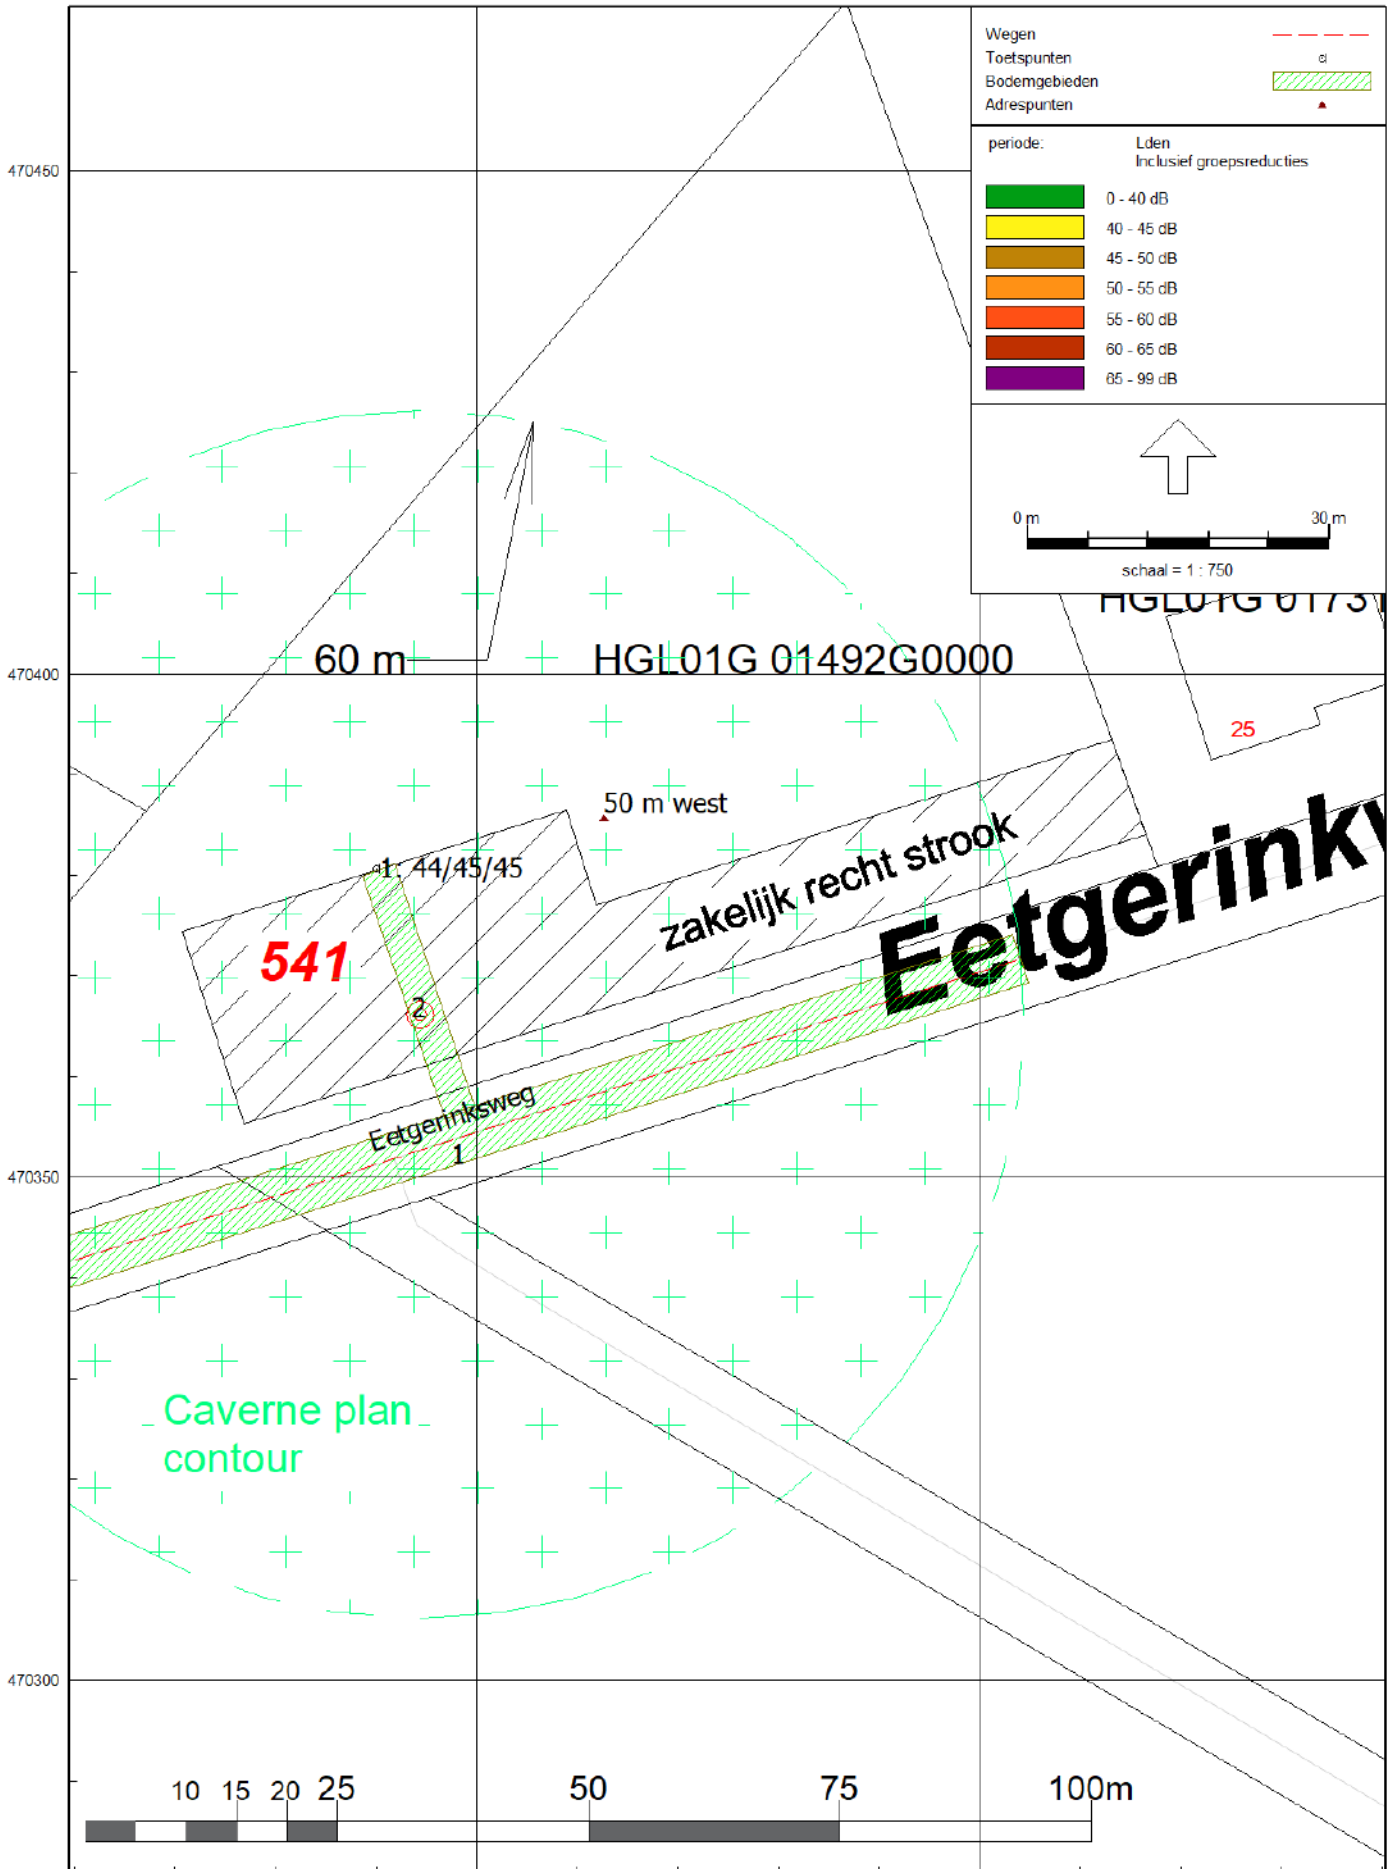 Wegen
Toetspunten
Bodemgebieden
Adrespunten
periode: Lden
Inclusief groepsreducties
0 - 40 dB
40 - 45 dB
45 - 50 dB
50 - 55 dB
55 - 60 dB
60 - 65 dB
65 - 99 dB
0 m 30 m
schaal = 1 : 750
470450
HGL01G 01731
60 m
HGL01G 01492G0000
470400
25
50 m west
zakelijk recht strook
Eetgerinkw
1: 44/45/45
541
2
Eetgerinksweg
1
470350
Caverne plan
contour
470300
10 15 20 25 50 75 100m